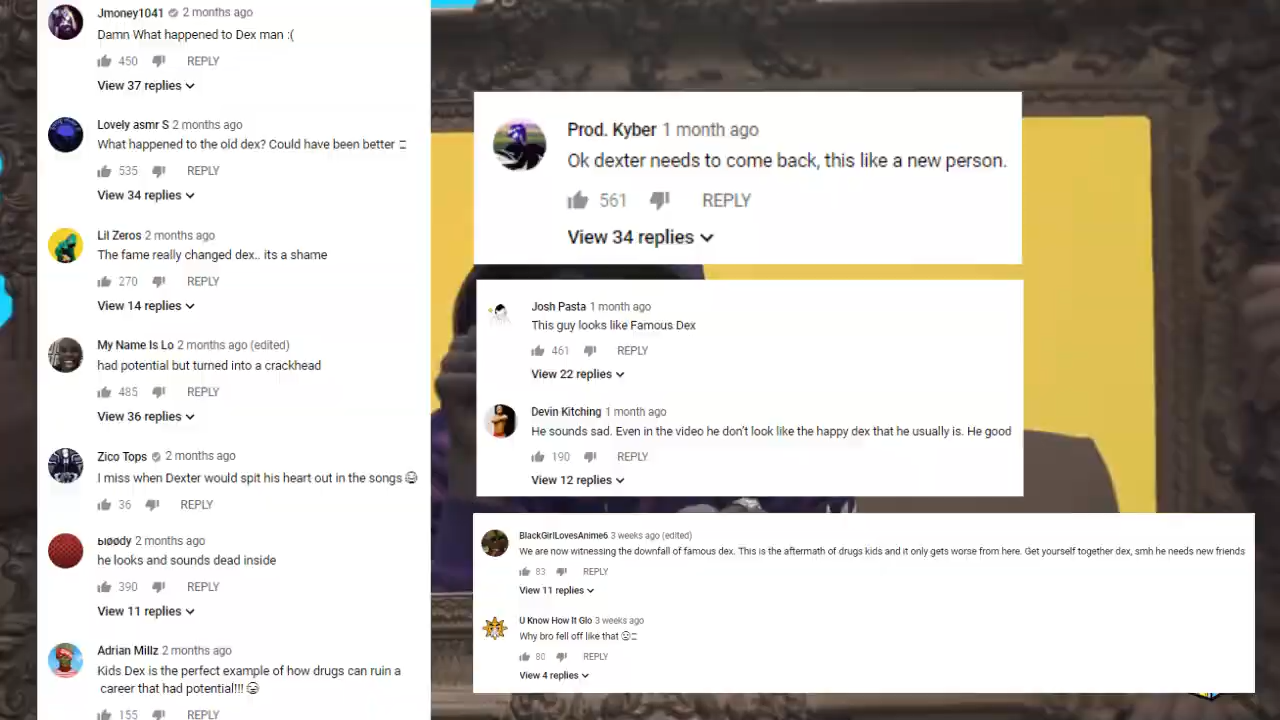 Jmoney1041 2 months ago
Damn What happened to Dex man :(
450 REPLY
View 37 replies
Lovely asmr S 2 months ago
What happened to the old dex? Could have been better
535 REPLY
View 34 replies
Lil Zeros 2 months ago
The fame really changed dex.. its a shame
270 REPLY
View 14 replies
My Name Is Lo 2 months ago (edited)
had potential but turned into a crackhead
485 REPLY
View 36 replies
Zico Tops 2 months ago
I miss when Dexter would spit his heart out in the songs
36 REPLY
ыøødy 2 months ago
he looks and sounds dead inside
390 REPLY
View 11 replies
Adrian Millz 2 months ago
Kids Dex is the perfect example of how drugs can ruin a
career that had potential!!!
155 REPLY
Prod. Kyber 1 month ago
Ok dexter needs to come back, this like a new person.
561 REPLY
View 34 replies
Josh Pasta 1 month ago
This guy looks like Famous Dex
461 REPLY
View 22 replies
Devin Kitching 1 month ago
He sounds sad. Even in the video he don't look like the happy dex that he usually is. He good
190 REPLY
View 12 replies
BlackGirlLovesAnime6 3 weeks ago (edited)
We are now witnessing the downfall of famous dex. This is the aftermath of drugs kids and it only gets worse from here. Get yourself together dex, smh he needs new friends
83 REPLY
View 11 replies
U Know How It Glo 3 weeks ago
Why bro fell off like that
80 REPLY
View 4 replies